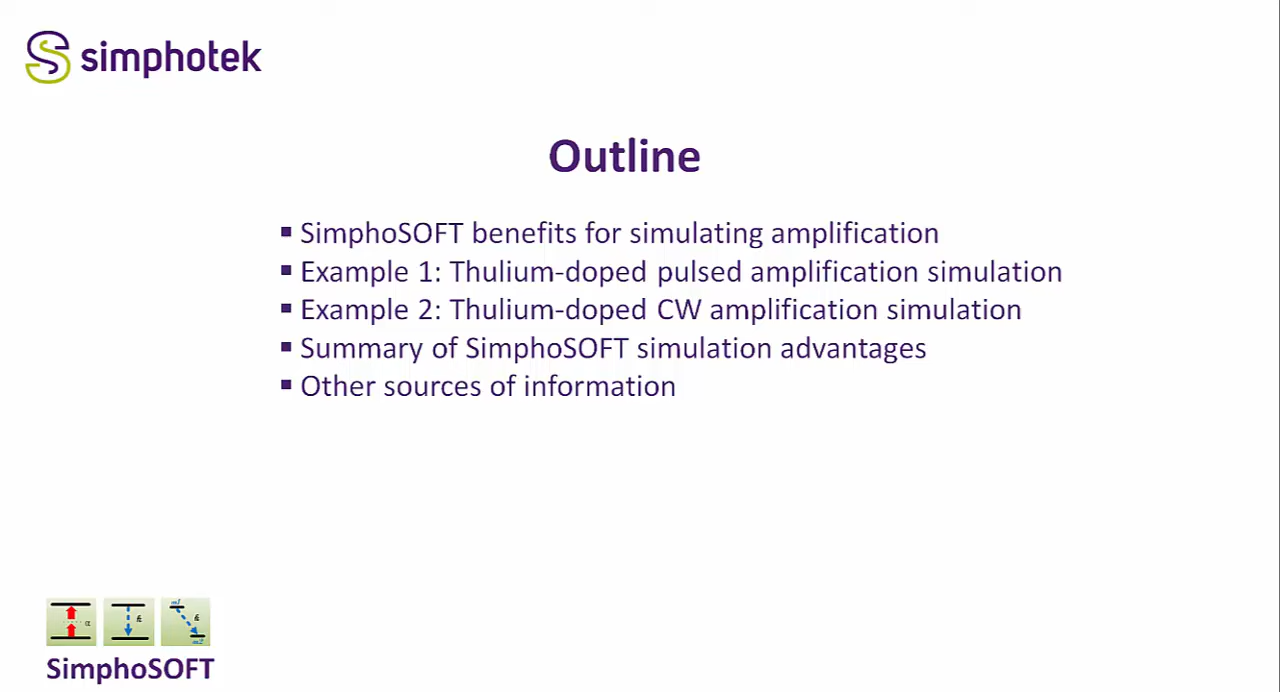 simphotek
Outline
▪ SimphoSOFT benefits for simulating amplification
▪ Example 1: Thulium-doped pulsed amplification simulation
▪ Example 2: Thulium-doped CW amplification simulation
▪ Summary of SimphoSOFT simulation advantages
▪ Other sources of information
SimphoSOFT